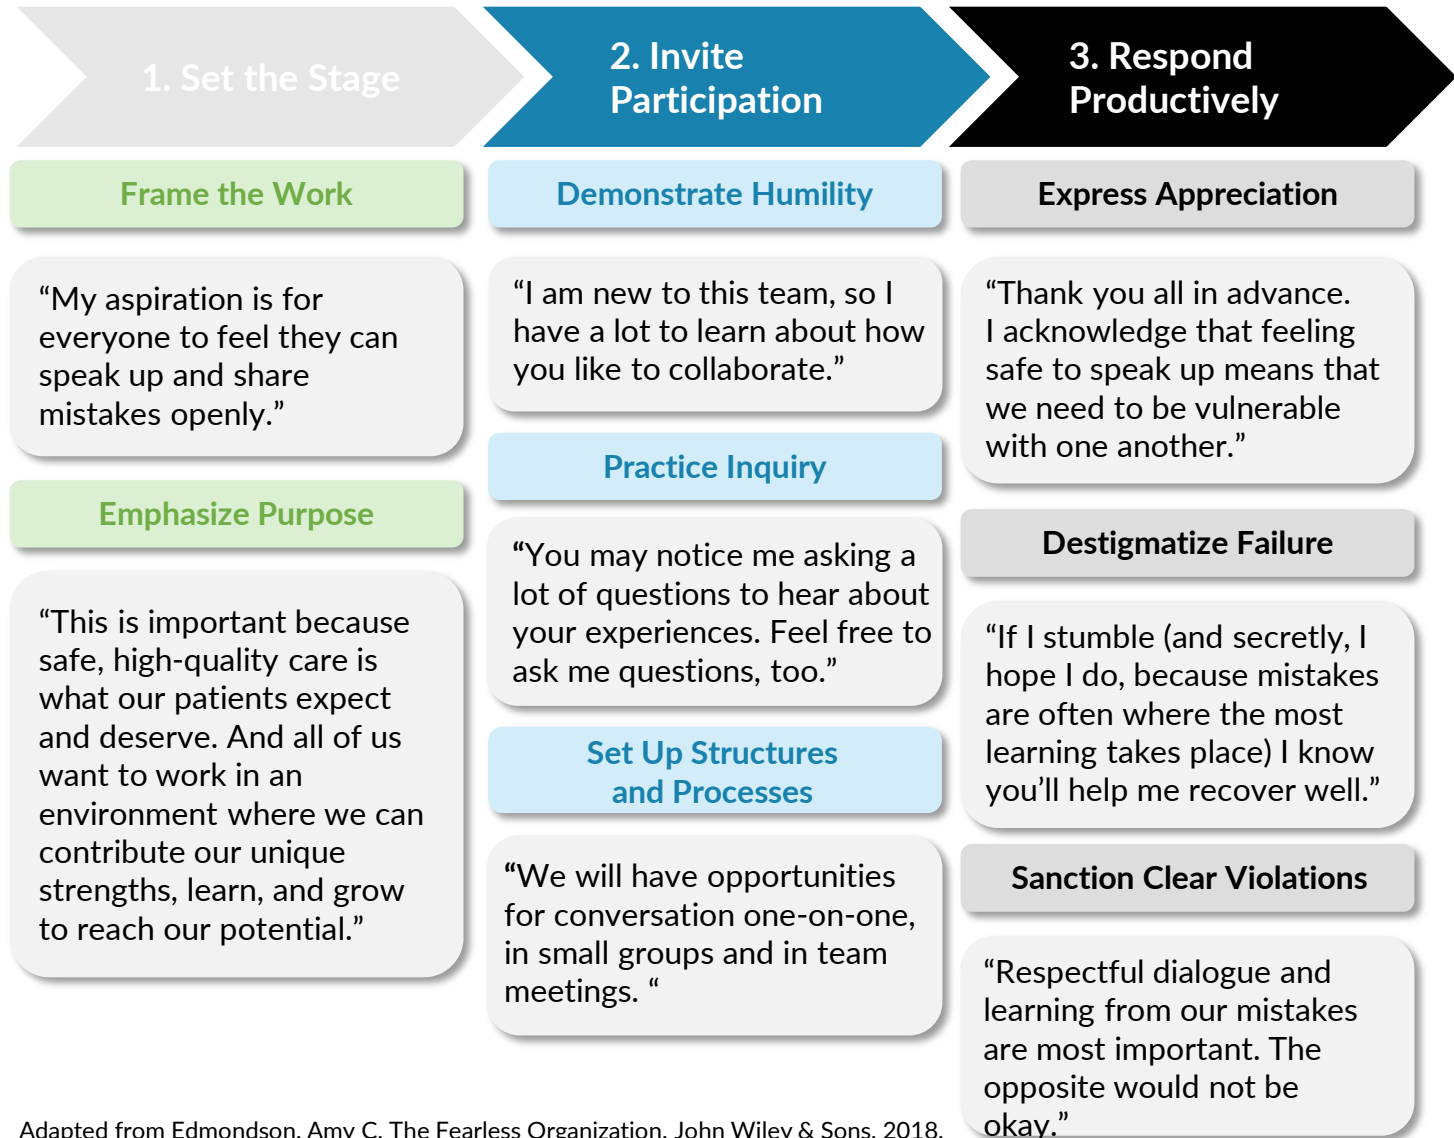 1. Set the Stage
Frame the Work
“My aspiration is for
everyone to feel they can
speak up and share
mistakes openly.”
Emphasize Purpose
“This is important because
safe, high-quality care is
what our patients expect
and deserve. And all of us
want to work in an
environment where we can
contribute our unique
strengths, learn, and grow
to reach our potential.”
2. Invite
Participation
Demonstrate Humility
“I am new to this team, so I
have a lot to learn about how
you like to collaborate.”
Practice Inquiry
“You may notice me asking a
lot of questions to hear about
your experiences. Feel free to
ask me questions, too.”
Set Up Structures
and Processes
“We will have opportunities
for conversation one-on-one,
in small groups and in team
meetings. “
3. Respond
Productively
Express Appreciation
“Thank you all in advance.
I acknowledge that feeling
safe to speak up means that
we need to be vulnerable
with one another.”
Destigmatize Failure
“If I stumble (and secretly, I
hope I do, because mistakes
are often where the most
learning takes place) I know
you’ll help me recover well.”
Sanction Clear Violations
“Respectful dialogue and
learning from our mistakes
are most important. The
opposite would not be
okay.”
Adapted from Edmondson, Amy C. The Fearless Organization. John Wiley & Sons, 2018.